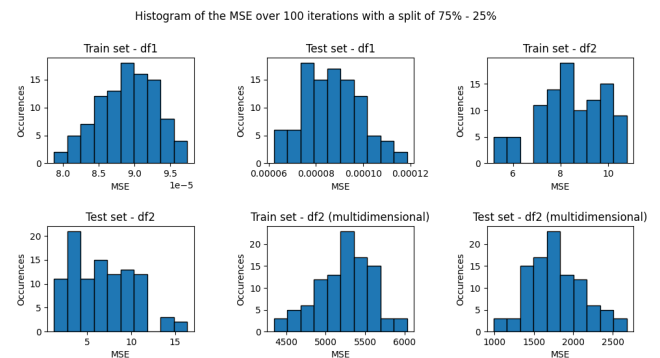 Histogram of the MSE over 100 iterations with a split of 75% - 25%
Train set - df1
Test set - df1
Train set - df2
Occurences
15
10
5
0
8.0 8.5 9.0 9.5
1e−5
MSE
Occurences
15
10
5
0
0.00006 0.00008 0.00010 0.00012
MSE
Occurences
15
10
5
0
6 8 10
MSE
Test set - df2
Train set - df2 (multidimensional)
Test set - df2 (multidimensional)
Occurences
20
15
10
5
0
5 10 15
MSE
Occurences
20
15
10
5
0
4500 5000 5500 6000
MSE
Occurences
20
15
10
5
0
1000 1500 2000 2500
MSE